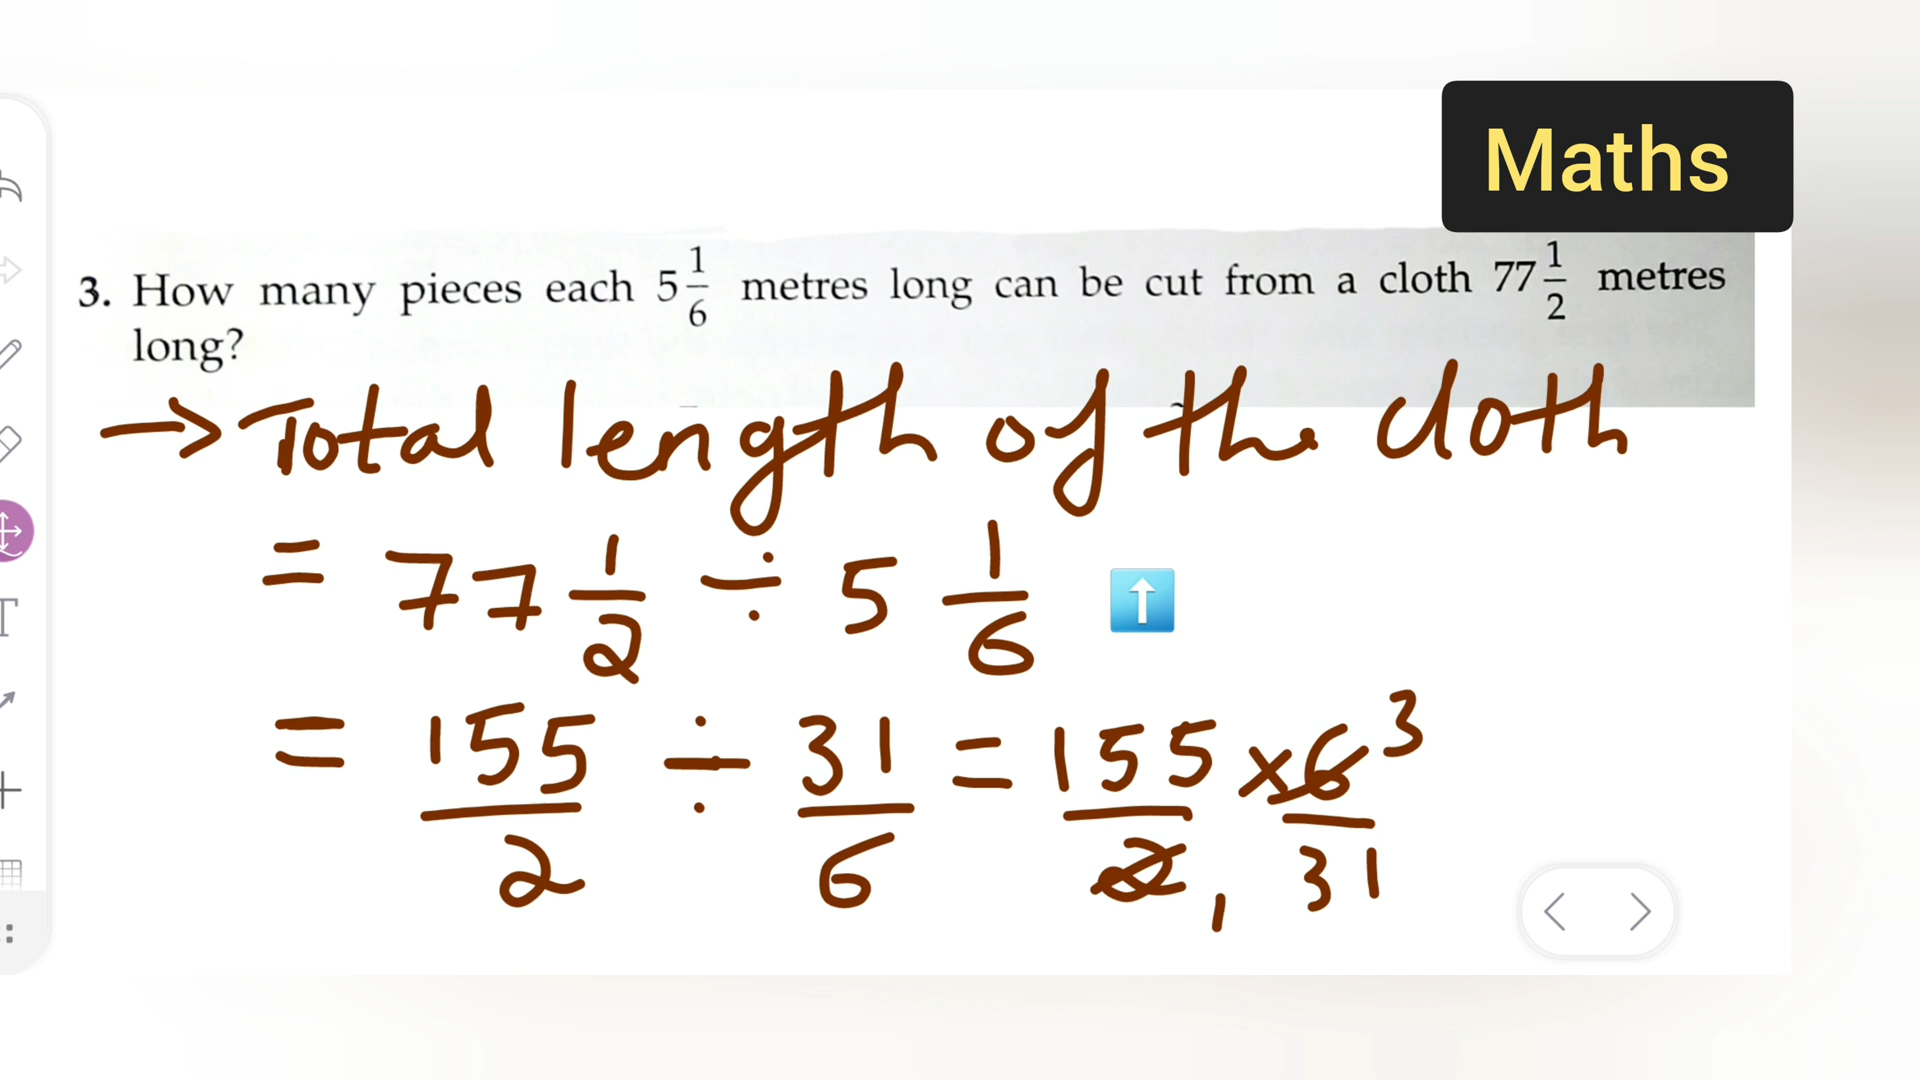 Maths
3. How many pieces each 5 1/6 metres long can be cut from a cloth 77 1/2 metres
long?
→ Total length of the cloth
= 77 1/2 ÷ 5 1/6
= 155/2 ÷ 31/6 = 155/2 1 × 6 3/31